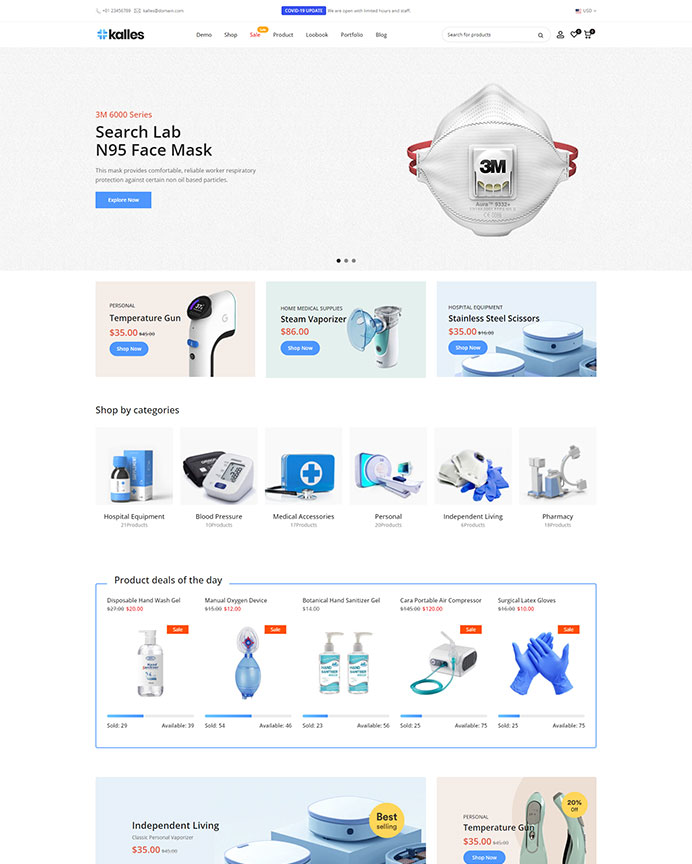 +01 23456789 kalles@domain.com
COVID-19 UPDATE We are open with limited hours and staff.
USD
kalles
Demo Shop Sale Product Loobook Portfolio Blog
Search for products
3M 6000 Series
Search Lab
N95 Face Mask
This mask provides comfortable, reliable worker respiratory
protection against certain non oil based particles.
Explore Now
3M
Aura™ 9332+
PERSONAL
Temperature Gun
$35.00 $45.00
Shop Now
HOME MEDICAL SUPPLIES
Steam Vaporizer
$86.00
Shop Now
HOSPITAL EQUIPMENT
Stainless Steel Scissors
$35.00 $16.00
Shop Now
Shop by categories
Hospital Equipment
21Products
Blood Pressure
10Products
Medical Accessories
17Products
Personal
20Products
Independent Living
6Products
Pharmacy
18Products
Product deals of the day
Disposable Hand Wash Gel
$27.00 $20.00
Sale
Sold: 29 Available: 39
Manual Oxygen Device
$15.00 $12.00
Sale
Sold: 54 Available: 46
Botanical Hand Sanitizer Gel
$14.00
HAND
SANITIZER
HAND
SANITIZER
Sold: 23 Available: 56
Cara Portable Air Compressor
$145.00 $120.00
Sale
Sold: 25 Available: 75
Surgical Latex Gloves
$16.00 $10.00
Sale
Sold: 25 Available: 75
Independent Living
Classic Personal Vaporizer
$35.00 $45.00
Best
selling
PERSONAL
Temperature Gun
$35.00 $45.00
Shop Now
20%
Off